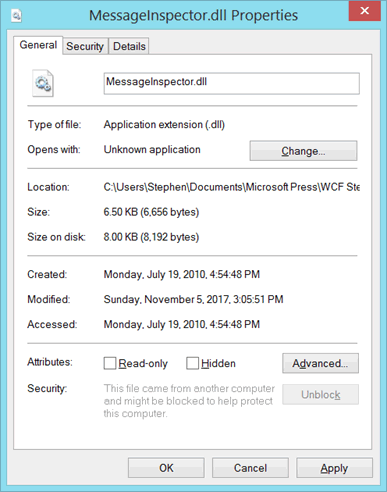 MessageInspector.dll Properties
General Security Details
MessageInspector.dll
Type of file: Application extension (.dll)
Opens with: Unknown application Change...
Location: C:\Users\Stephen\Documents\Microsoft Press\WCF Ste
Size: 6.50 KB (6,656 bytes)
Size on disk: 8.00 KB (8,192 bytes)
Created: Monday, July 19, 2010, 4:54:48 PM
Modified: Sunday, November 5, 2017, 3:05:51 PM
Accessed: Monday, July 19, 2010, 4:54:48 PM
Attributes: Read-only Hidden Advanced...
Security: This file came from another computer
and might be blocked to help protect
this computer.
Unblock
OK Cancel Apply